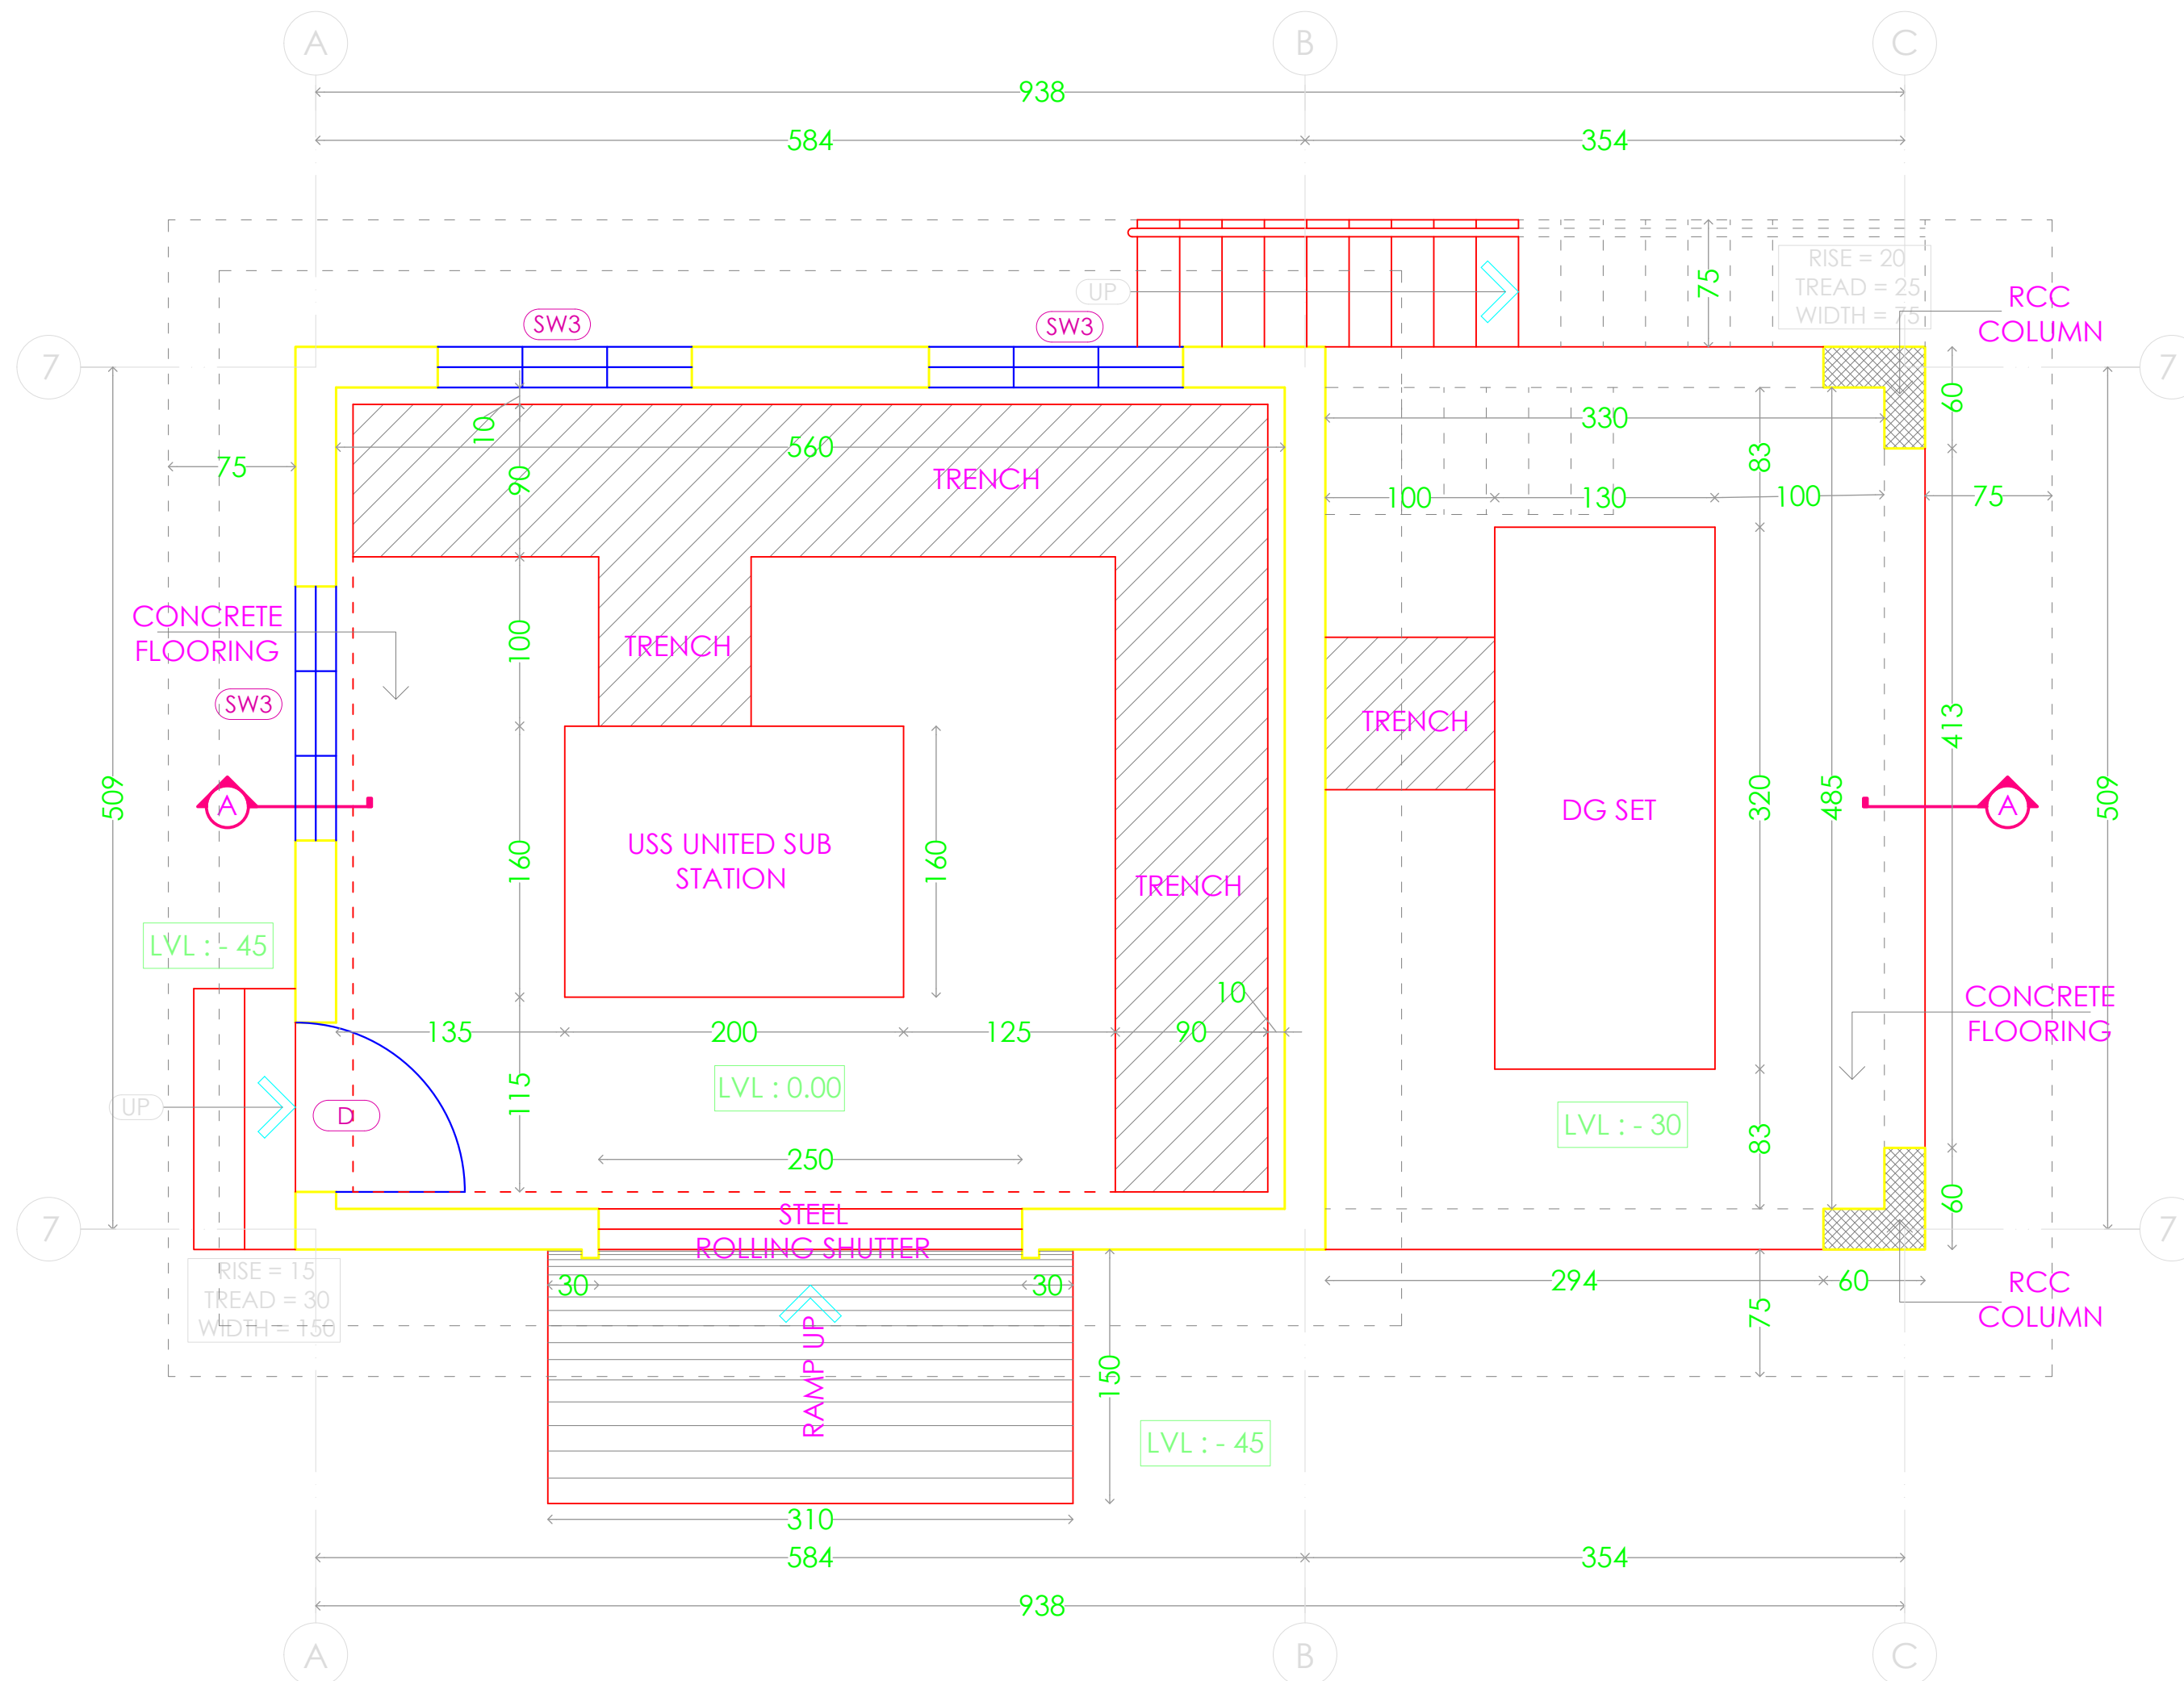 A
B
C
938
584
354
75
RISE = 20
TREAD = 25
WIDTH = 75
UP
RCC
COLUMN
SW3
SW3
7
7
10
560
90
75
TRENCH
330
83
60
100
130
100
75
CONCRETE
FLOORING
SW3
100
TRENCH
TRENCH
413
509
A
USS UNITED SUB
STATION
160
160
TRENCH
DG SET
320
485
A
509
LVL : - 45
10
CONCRETE
FLOORING
135
200
125
90
LVL : 0.00
115
UP
D
LVL : - 30
83
250
60
STEEL
ROLLING SHUTTER
7
7
RISE = 15
TREAD = 30
WIDTH = 150
30
30
294
60
75
RCC
COLUMN
RAMP UP
150
LVL : - 45
310
584
354
938
A
B
C